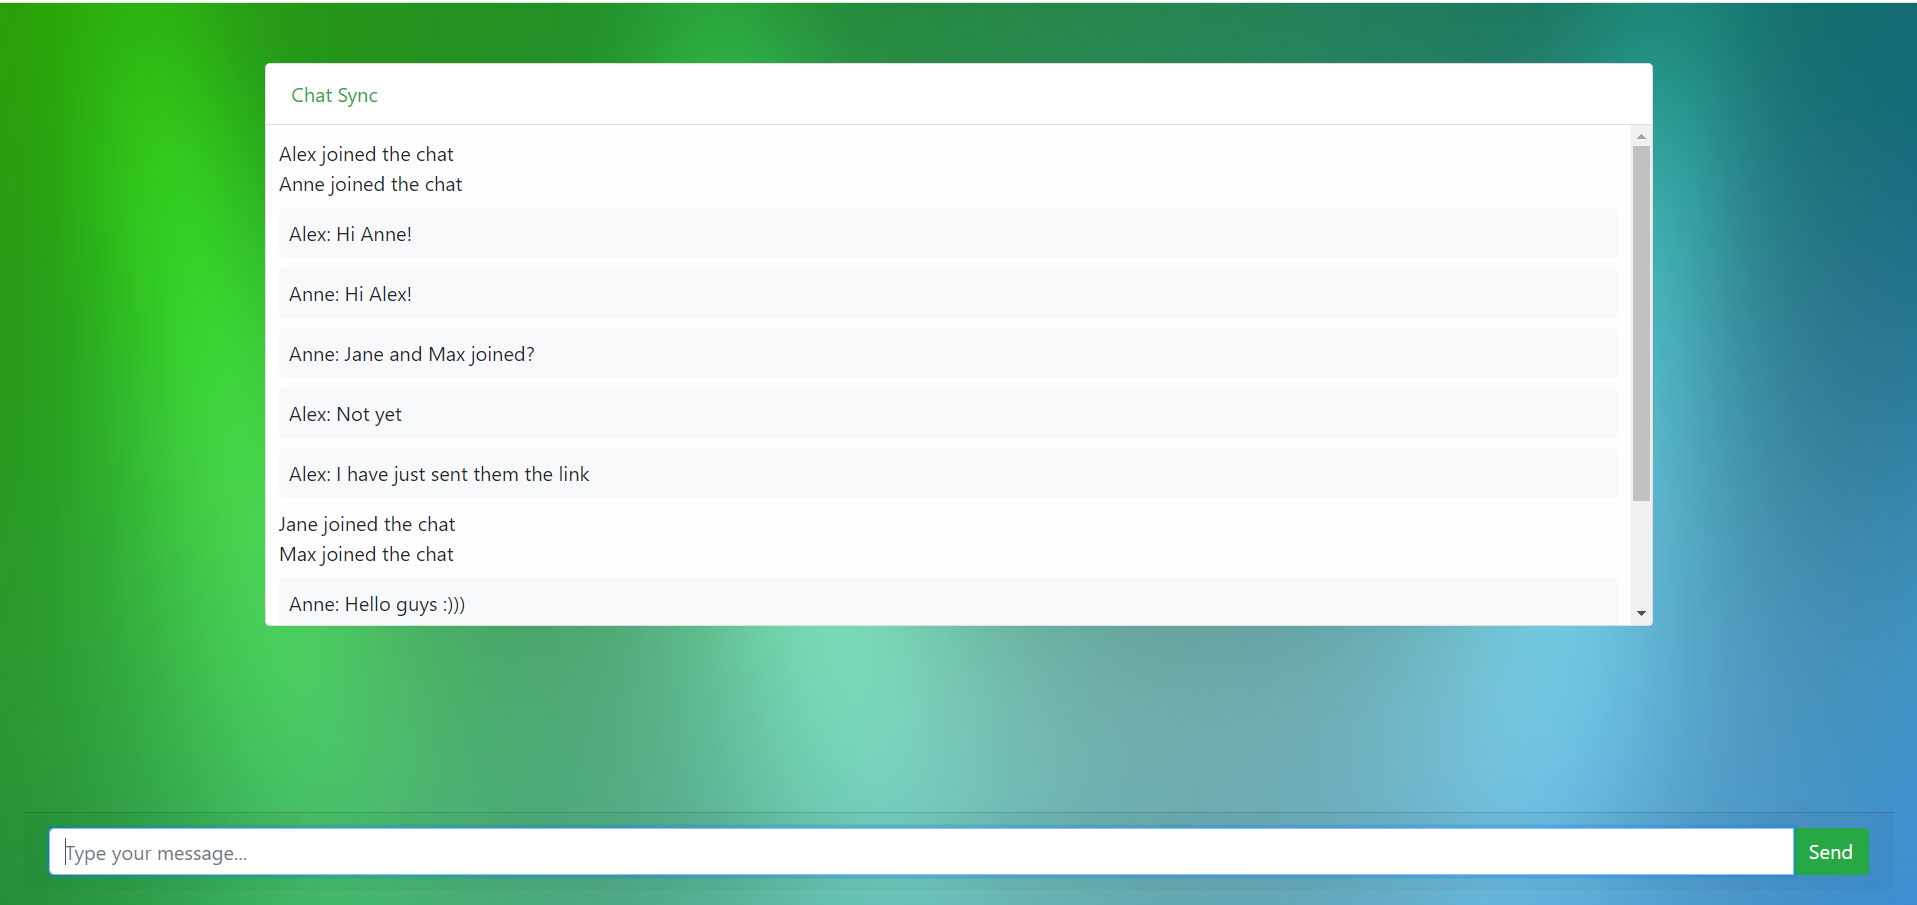 Chat Sync
Alex joined the chat
Anne joined the chat
Alex: Hi Anne!
Anne: Hi Alex!
Anne: Jane and Max joined?
Alex: Not yet
Alex: I have just sent them the link
Jane joined the chat
Max joined the chat
Anne: Hello guys :)))
Type your message...
Send